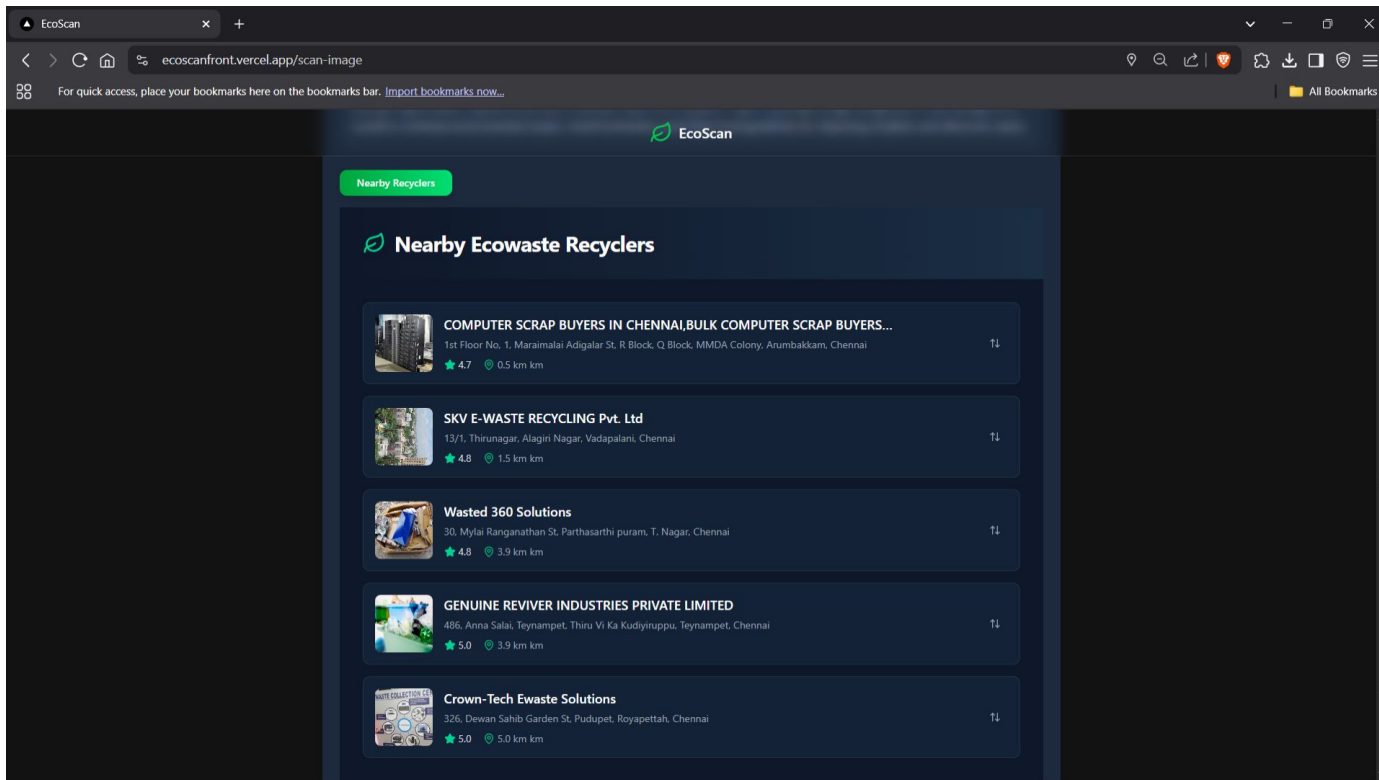 EcoScan
ecoscanfront.vercel.app/scan-image
For quick access, place your bookmarks here on the bookmarks bar. Import bookmarks now...
All Bookmarks
EcoScan
Nearby Recyclers
Nearby Ecowaste Recyclers
COMPUTER SCRAP BUYERS IN CHENNAI,BULK COMPUTER SCRAP BUYERS...
1st Floor No, 1, Maraimalai Adigalar St, R Block, Q Block, MMDA Colony, Arumbakkam, Chennai
4.7 0.5 km km
SKV E-WASTE RECYCLING Pvt. Ltd
13/1, Thirunagar, Alagiri Nagar, Vadapalani, Chennai
4.8 1.5 km km
Wasted 360 Solutions
30, Mylai Ranganathan St, Parthasarthi puram, T. Nagar, Chennai
4.8 3.9 km km
GENUINE REVIVER INDUSTRIES PRIVATE LIMITED
486, Anna Salai, Teynampet, Thiru Vi Ka Kudiyiruppu, Teynampet, Chennai
5.0 3.9 km km
Crown-Tech Ewaste Solutions
326, Dewan Sahib Garden St, Pudupet, Royapettah, Chennai
5.0 5.0 km km